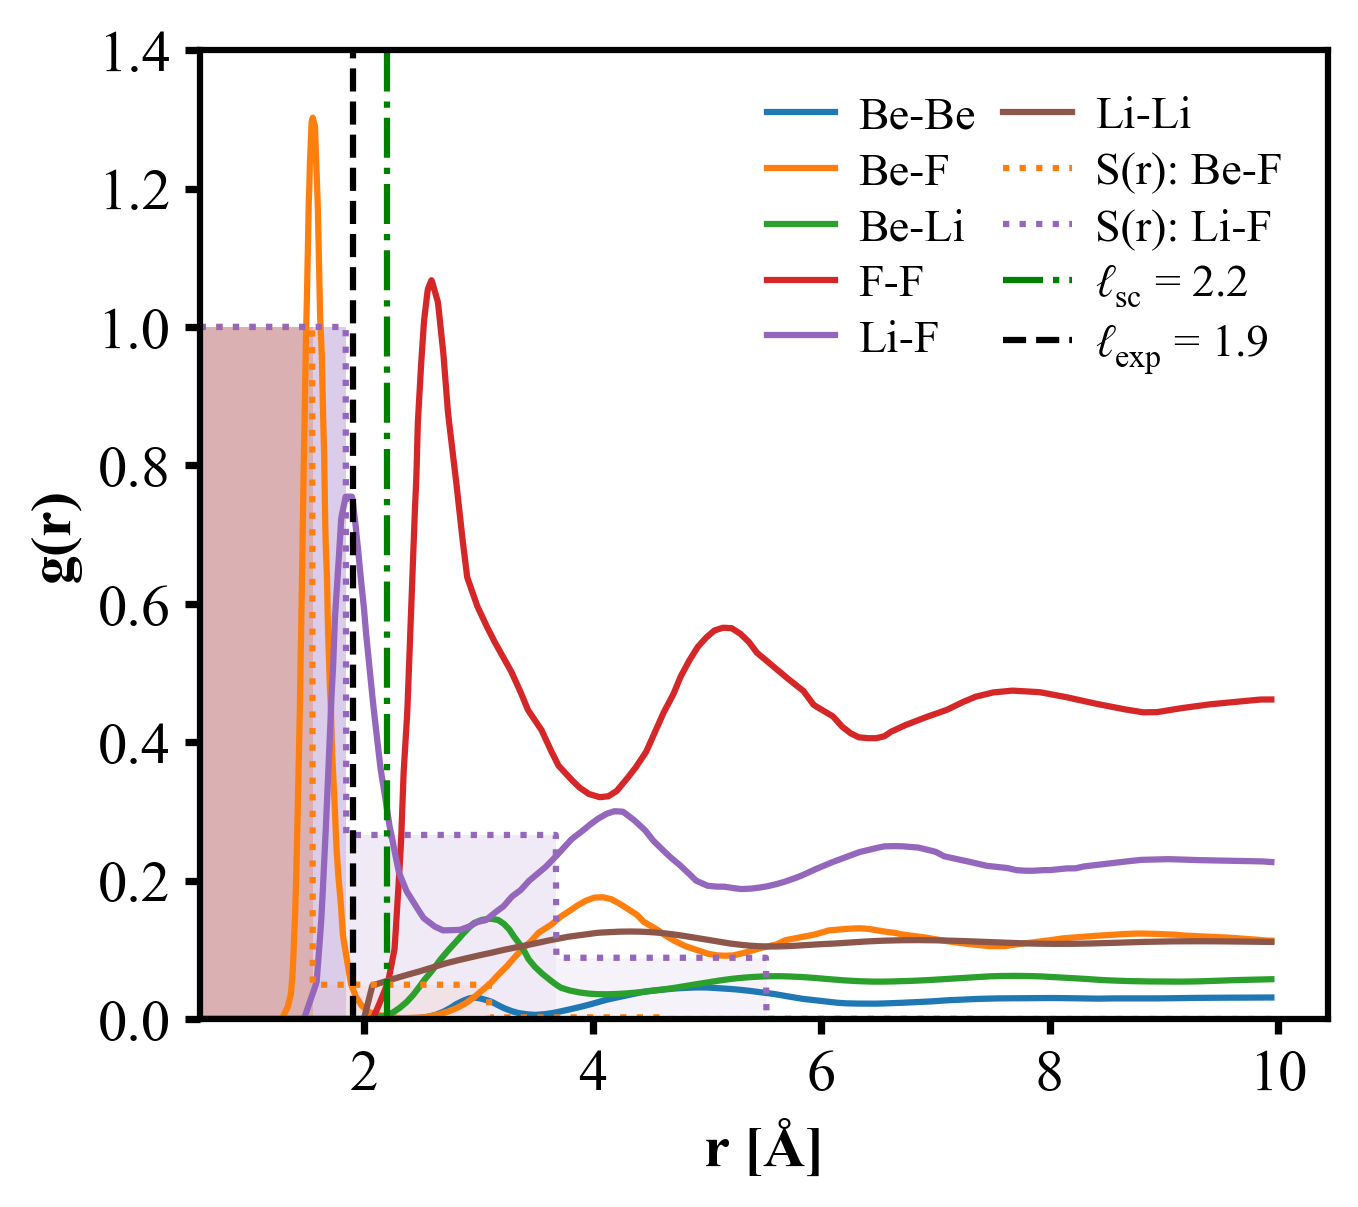 1.4
1.2
1.0
0.8
0.6
0.4
0.2
0.0
g(r)
2 4 6 8 10
r [Å]
Be-Be
Be-F
Be-Li
F-F
Li-F
Li-Li
S(r): Be-F
S(r): Li-F
ℓsc = 2.2
ℓexp = 1.9